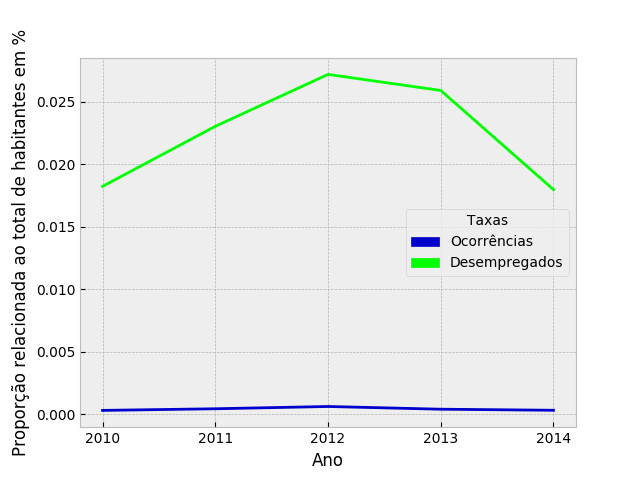 Proporção relacionada ao total de habitantes em %
0.025
0.020
0.015
0.010
0.005
0.000
Taxas
Ocorrências
Desempregados
2010 2011 2012 2013 2014
Ano